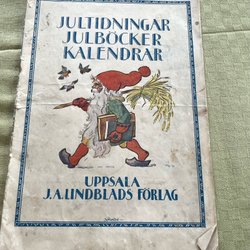 JULTIDNINGAR
JULBÖCKER
KALENDRAR
UPPSALA
J.A. LINDBLADS FÖRLAG